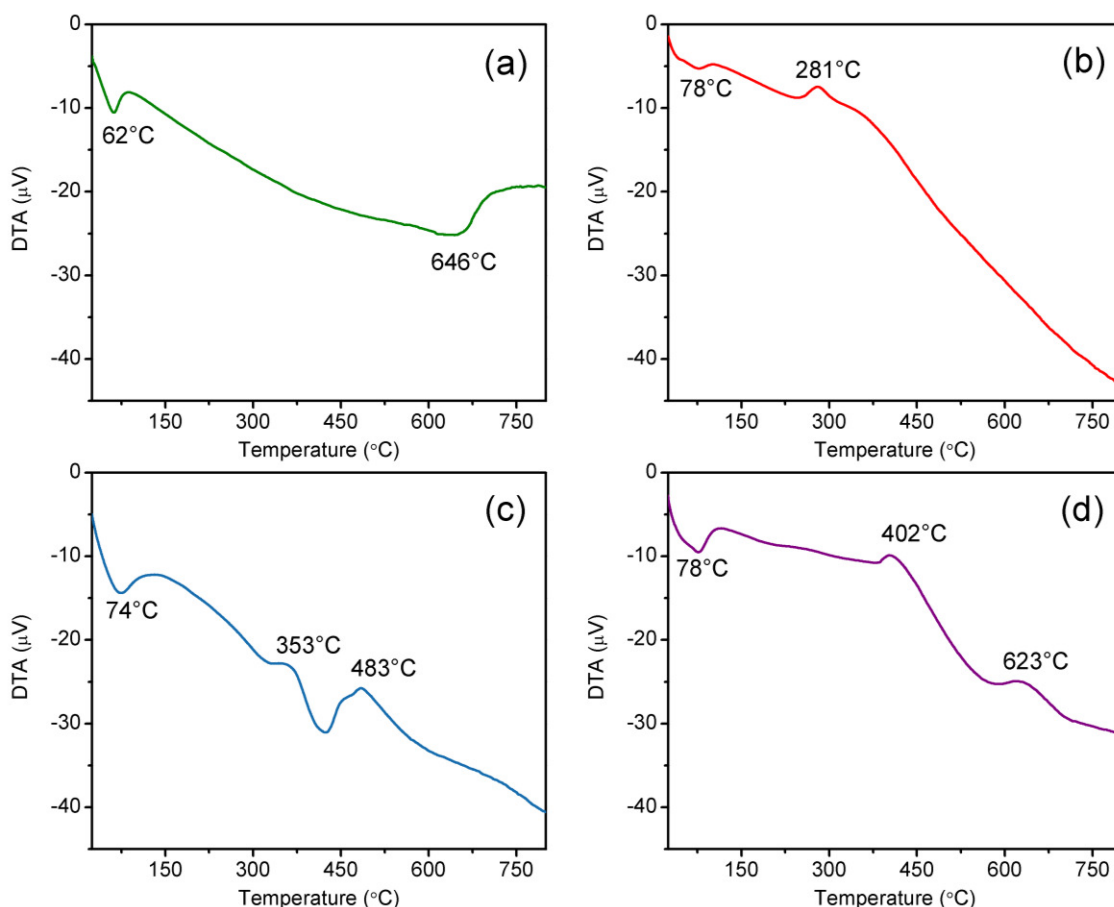 (a)
0
-10
-20
-30
-40
DTA (μV)
62°C
646°C
150 300 450 600 750
Temperature (°C)
(b)
0
-10
-20
-30
-40
DTA (μV)
78°C
281°C
150 300 450 600 750
Temperature (°C)
(c)
0
-10
-20
-30
-40
DTA (μV)
74°C
353°C
483°C
150 300 450 600 750
Temperature (°C)
(d)
0
-10
-20
-30
-40
DTA (μV)
78°C
402°C
623°C
150 300 450 600 750
Temperature (°C)